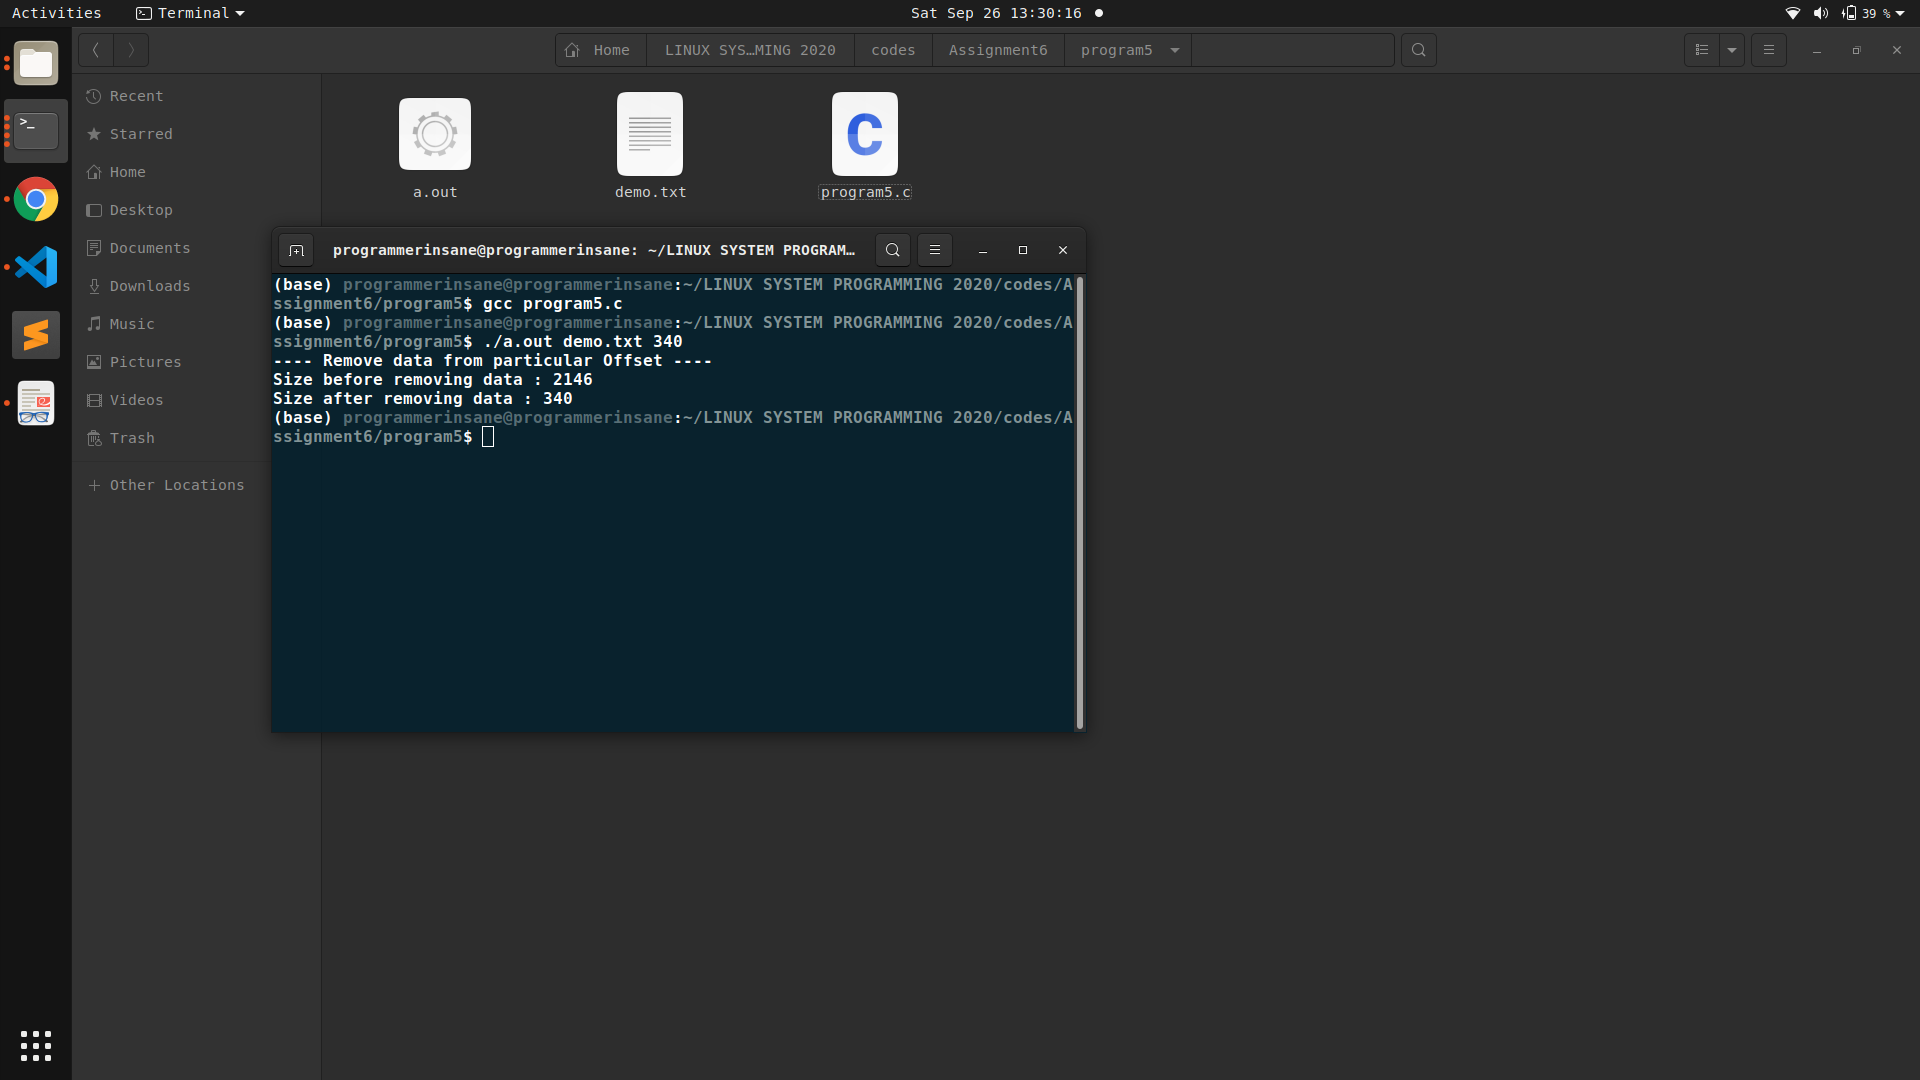 Activities
Terminal
Sat Sep 26 13:30:16
39 %
Home
LINUX SYS…MING 2020
codes
Assignment6
program5
Recent
Starred
Home
Desktop
Documents
Downloads
Music
Pictures
Videos
Trash
Other Locations
a.out
demo.txt
C
program5.c
>_
programmerinsane@programmerinsane: ~/LINUX SYSTEM PROGRAM…
(base) programmerinsane@programmerinsane:~/LINUX SYSTEM PROGRAMMING 2020/codes/A
ssignment6/program5$ gcc program5.c
(base) programmerinsane@programmerinsane:~/LINUX SYSTEM PROGRAMMING 2020/codes/A
ssignment6/program5$ ./a.out demo.txt 340
---- Remove data from particular Offset ----
Size before removing data : 2146
Size after removing data : 340
(base) programmerinsane@programmerinsane:~/LINUX SYSTEM PROGRAMMING 2020/codes/A
ssignment6/program5$